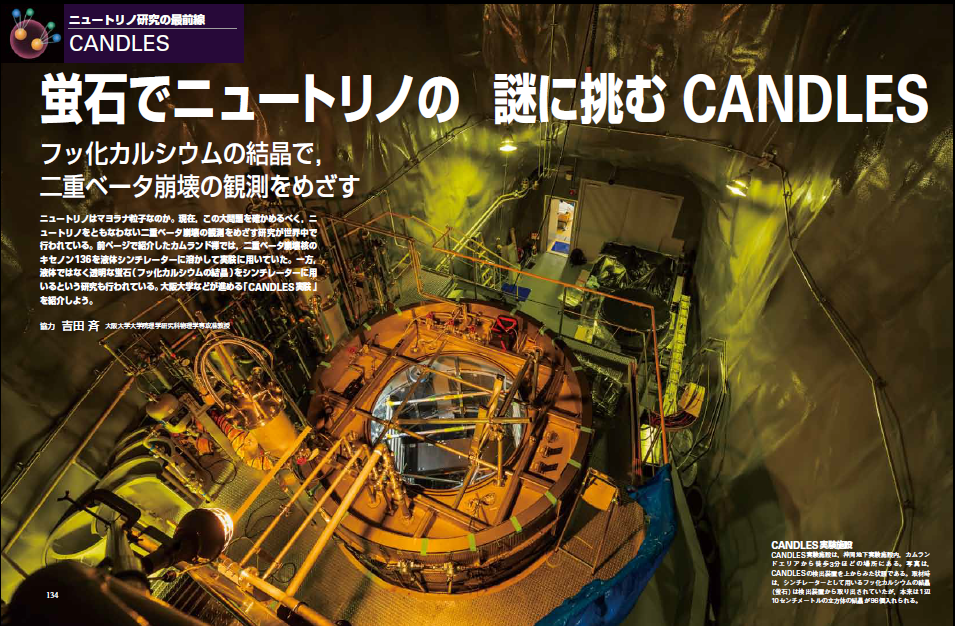 ニュートリノ研究の最前線
CANDLES
蛍石でニュートリノの 謎に挑む CANDLES
フッ化カルシウムの結晶で，
二重ベータ崩壊の観測をめざす
ニュートリノはマヨラナ粒子なのか。現在，この大問題を確かめるべく，ニ
ュートリノをともなわない二重ベータ崩壊の観測をめざす研究が世界中で
行われている。前ページで紹介したカムランド禅では，二重ベータ崩壊核の
キセノン136を液体シンチレーターに溶かして実験に用いていた。一方，
液体ではなく透明な蛍石（フッ化カルシウムの結晶）をシンチレーターに用
いるという研究も行われている。大阪大学などが進める「CANDLES実験」
を紹介しよう。
協力 吉田 斉 大阪大学大学院理学研究科物理学専攻准教授
CANDLES実験施設
CANDLES実験施設は，神岡地下実験施設内，カムラン
ドエリアから徒歩3分ほどの場所にある。写真は，
CANDLESの検出装置を上からみた状態である。取材時
は，シンチレーターとして用いるフッ化カルシウムの結晶
（蛍石）は検出装置から取り出されていたが，本来は1辺
10センチメートルの立方体の結晶が96個入れられる。
134